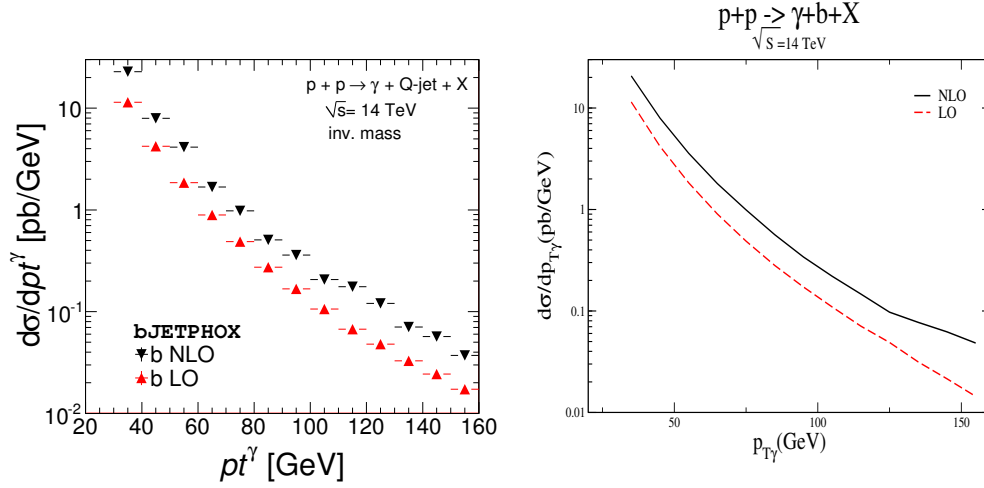 p + p → γ + Q-jet + X
√s = 14 TeV
inv. mass
dσ/dpt^γ [pb/GeV]
10
1
10^-1
10^-2
bJETPHOX
b NLO
b LO
20 40 60 80 100 120 140 160
pt^γ [GeV]
p+p -> γ+b+X
√S =14 TeV
NLO
LO
dσ/dp_Tγ(pb/GeV)
100
10
1
0.1
0.01
50 100 150
p_Tγ(GeV)